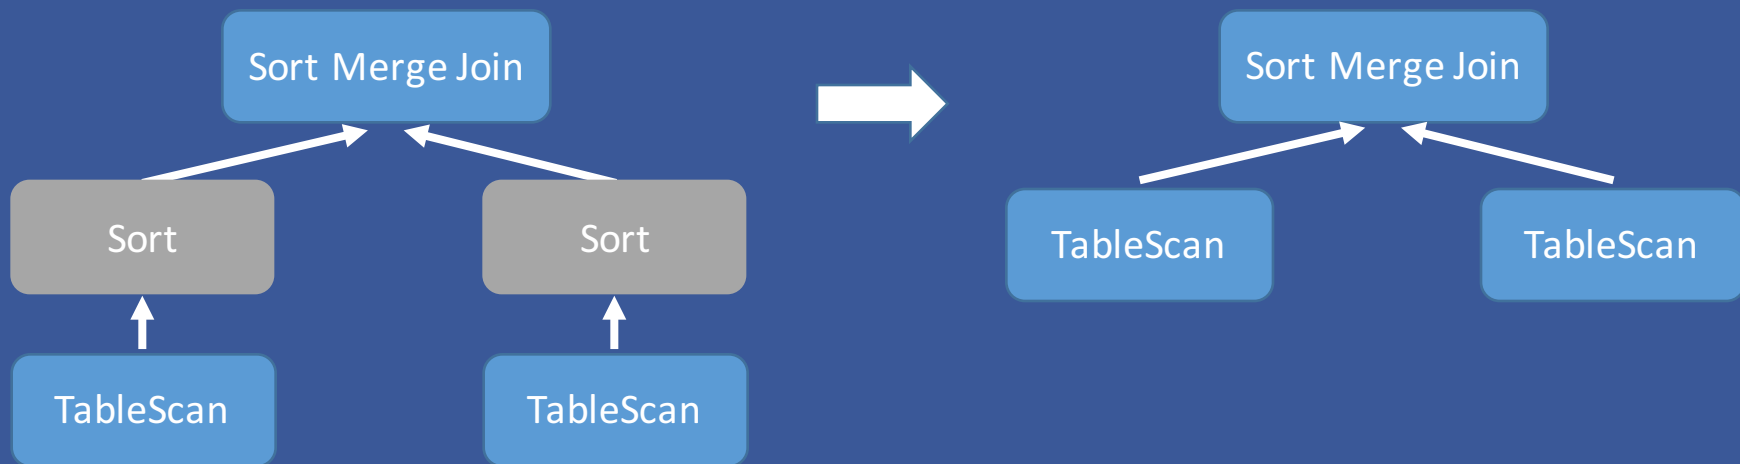 Sort Merge Join
Sort
Sort
TableScan
TableScan
Sort Merge Join
TableScan
TableScan